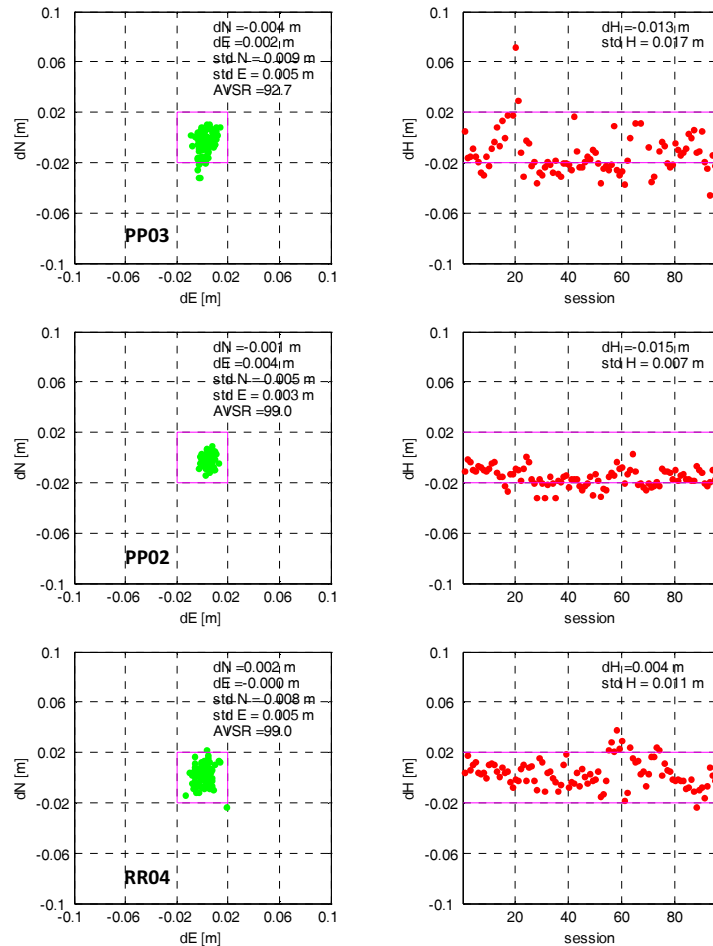 0.1
0.06
0.02
-0.02
-0.06
-0.1
dN [m]
dN =-0.004 m
dE =0.002 m
std N = 0.009 m
std E = 0.005 m
AVSR =92.7
PP03
-0.1 -0.06 -0.02 0.02 0.06 0.1
dE [m]
0.1
0.06
0.02
-0.02
-0.06
-0.1
dH [m]
dH =-0.013 m
std H = 0.017 m
20 40 60 80
session
0.1
0.06
0.02
-0.02
-0.06
-0.1
dN [m]
dN =-0.001 m
dE =0.004 m
std N = 0.005 m
std E = 0.003 m
AVSR =99.0
PP02
-0.1 -0.06 -0.02 0.02 0.06 0.1
dE [m]
0.1
0.06
0.02
-0.02
-0.06
-0.1
dH [m]
dH =-0.015 m
std H = 0.007 m
20 40 60 80
session
0.1
0.06
0.02
-0.02
-0.06
-0.1
dN [m]
dN =0.002 m
dE =-0.000 m
std N = 0.008 m
std E = 0.005 m
AVSR =99.0
RR04
-0.1 -0.06 -0.02 0.02 0.06 0.1
dE [m]
0.1
0.06
0.02
-0.02
-0.06
-0.1
dH [m]
dH =0.004 m
std H = 0.011 m
20 40 60 80
session